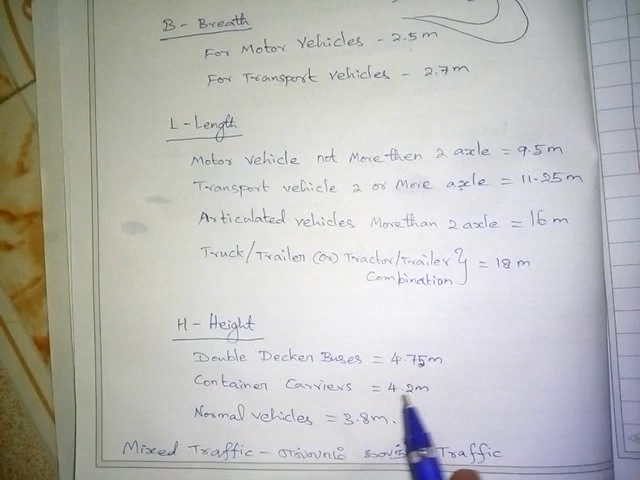 B - Breath
For Motor Vehicles - 2.5m
For Transport vehicles - 2.7m
L - Length
Motor vehicle not More then 2 axle = 9.5m
Transport vehicle 2 or More axle = 11.25m
Articulated vehicles Morethan 2 axle = 16 m
Truck/Trailer (or) Tractor/Trailer } = 18 m
Combination
H - Height
Double Decker Buses = 4.75m
Container Carriers = 4.2m
Normal vehicles = 3.8m.
Mixed Traffic - எல்லாம் Traffic